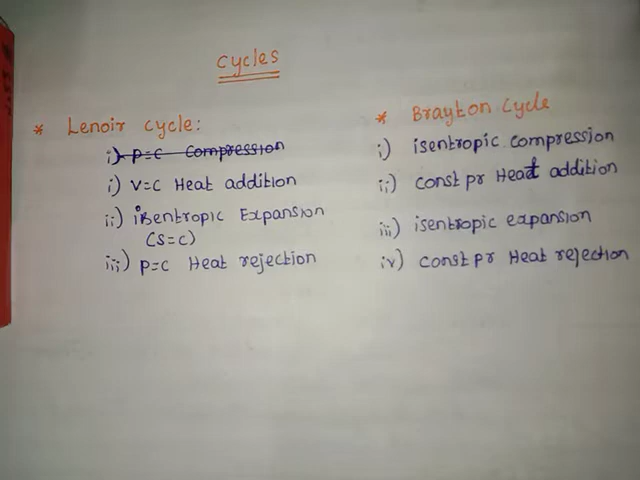 Cycles
* Lenoir cycle:
i) p=c Compression
i) V=C Heat addition
ii) isentropic Expansion
(S=C)
iii) p=c Heat rejection
* Brayton Cycle
i) isentropic compression
ii) const pr Heat addition
iii) isentropic expansion
iv) const pr Heat rejection